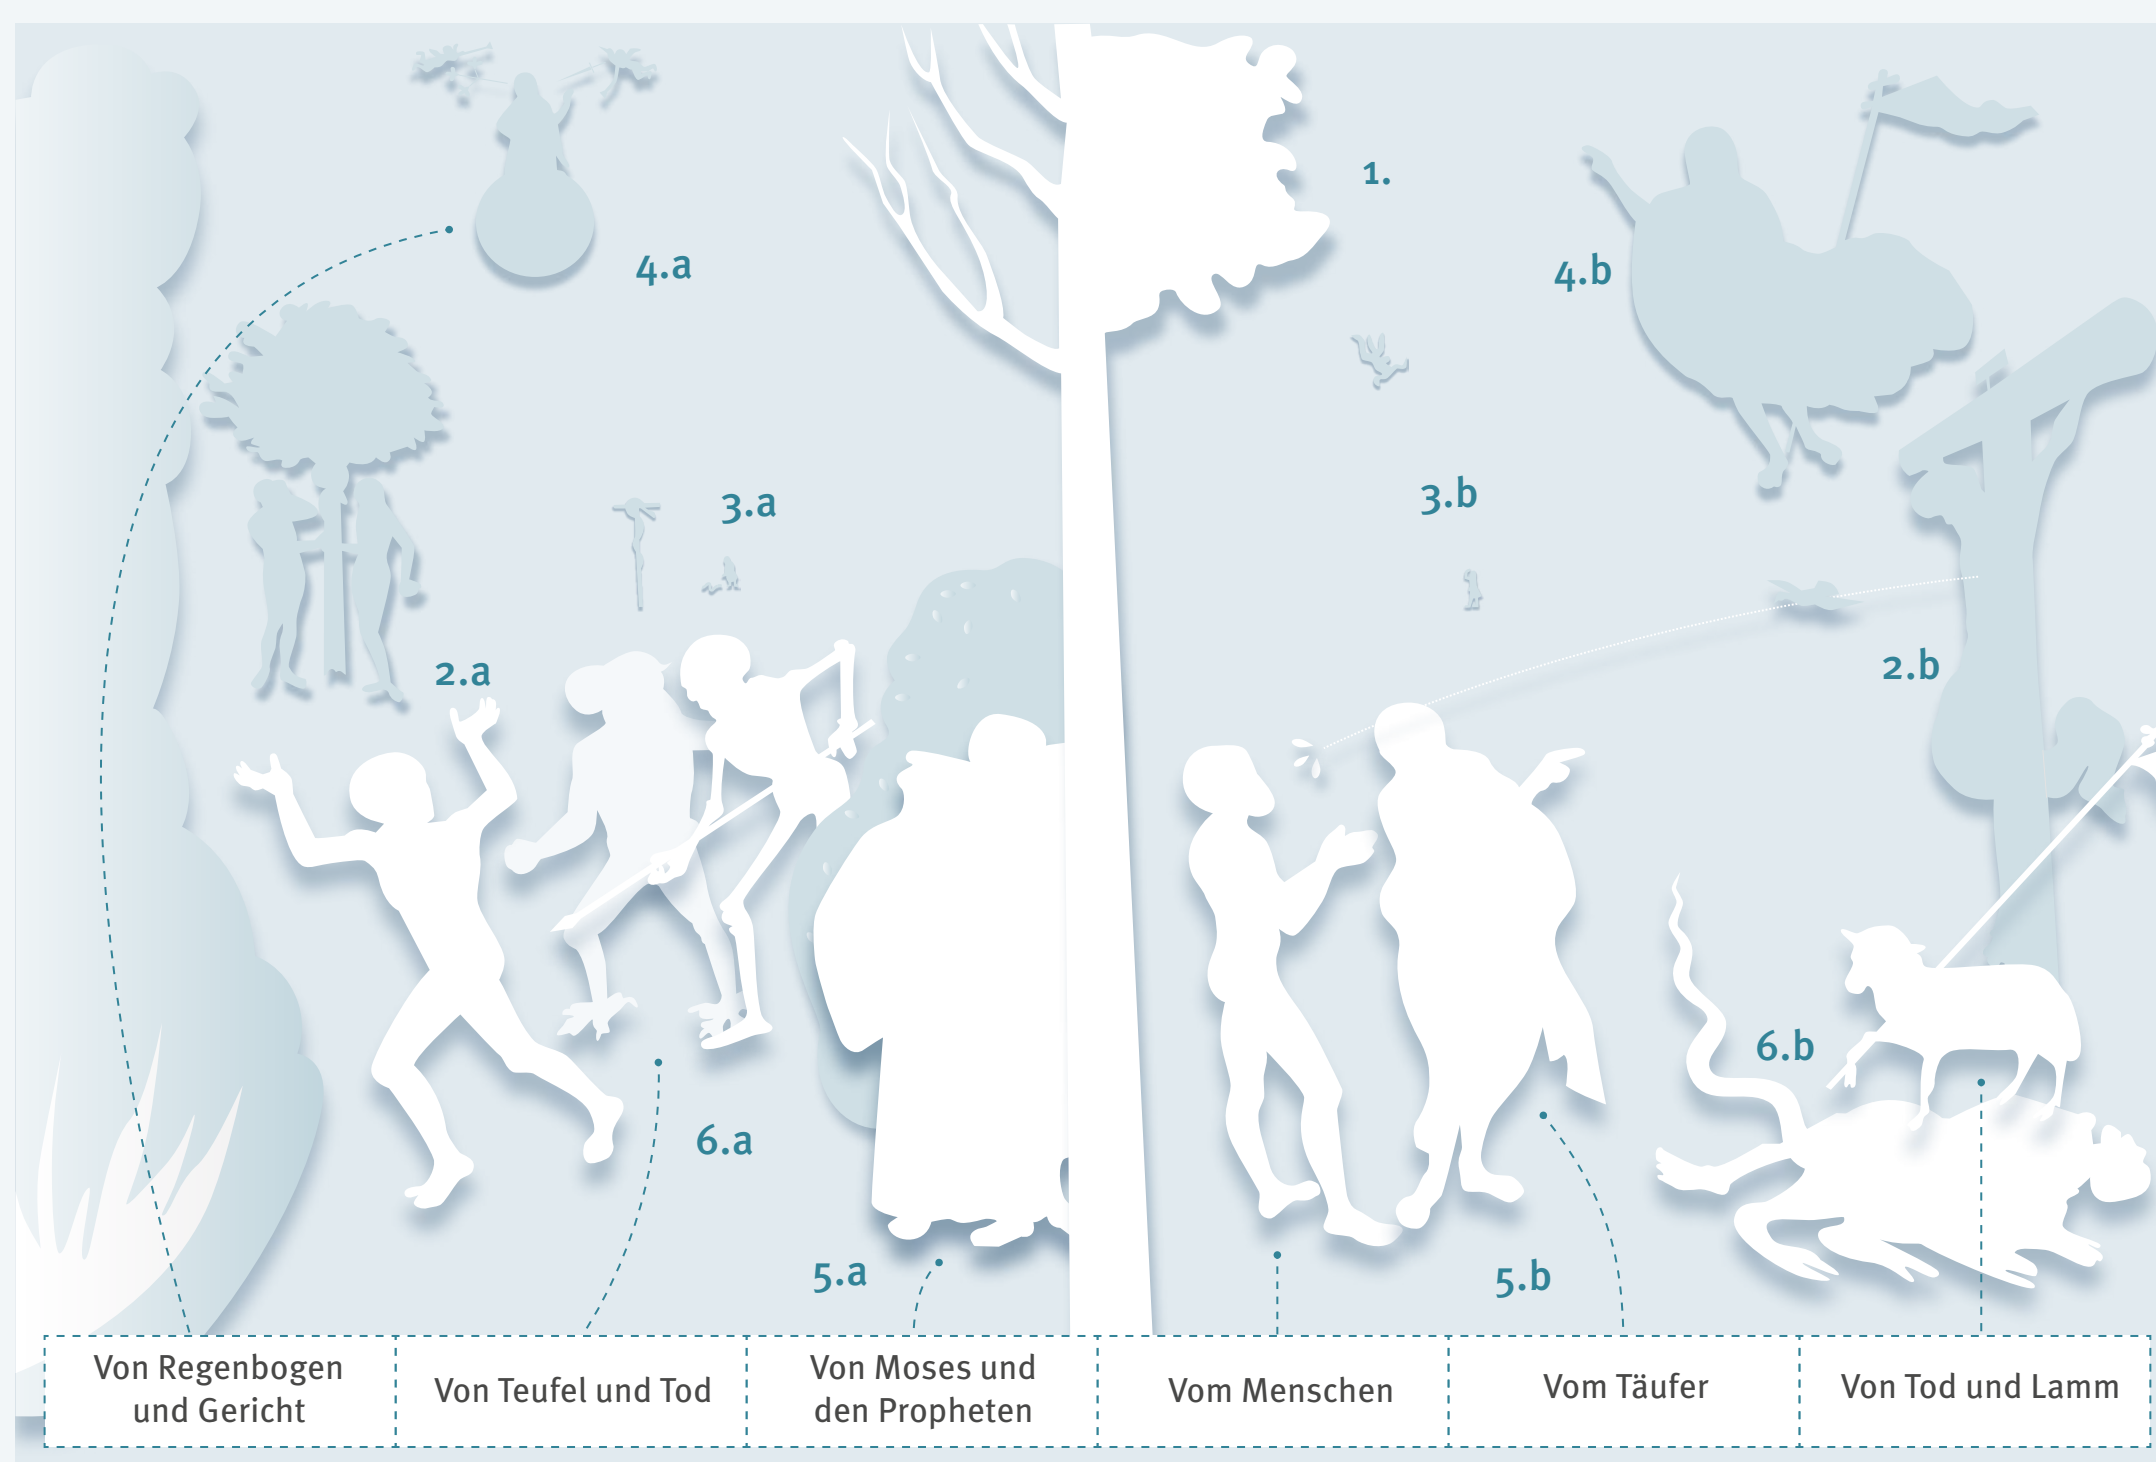 1.
4.a
4.b
3.a
3.b
2.a
2.b
6.b
6.a
5.a
5.b
Von Regenbogen
und Gericht
Von Teufel und Tod
Von Moses und
den Propheten
Vom Menschen
Vom Täufer
Von Tod und Lamm